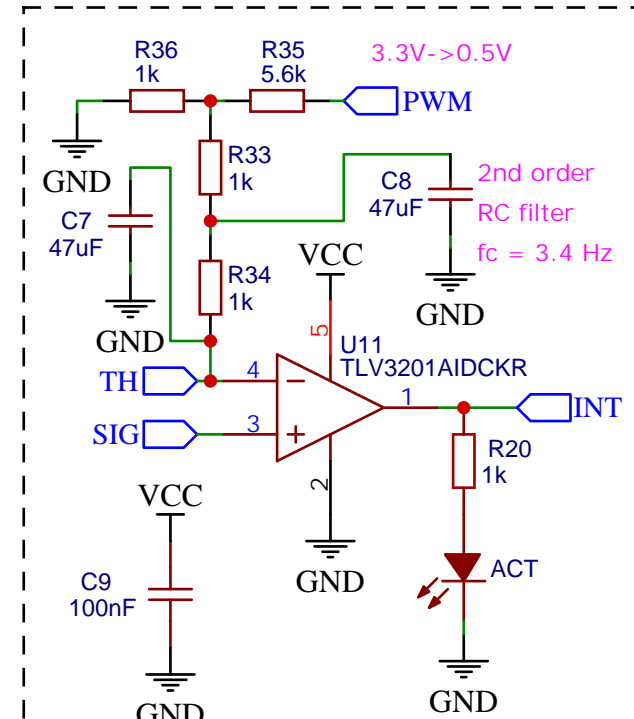 R36
1k
R35
5.6k
3.3V->0.5V
PWM
GND
R33
1k
C7
47uF
C8
47uF
2nd order
RC filter
fc = 3.4 Hz
GND
R34
1k
GND
VCC
5
U11
TLV3201AIDCKR
TH
4
1
INT
SIG
3
2
R20
1k
VCC
GND
C9
100nF
ACT
GND
GND